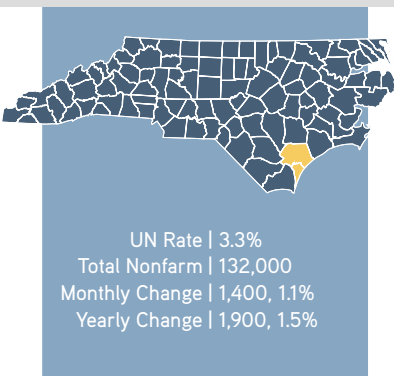 UN Rate | 3.3%
Total Nonfarm | 132,000
Monthly Change | 1,400, 1.1%
Yearly Change | 1,900, 1.5%